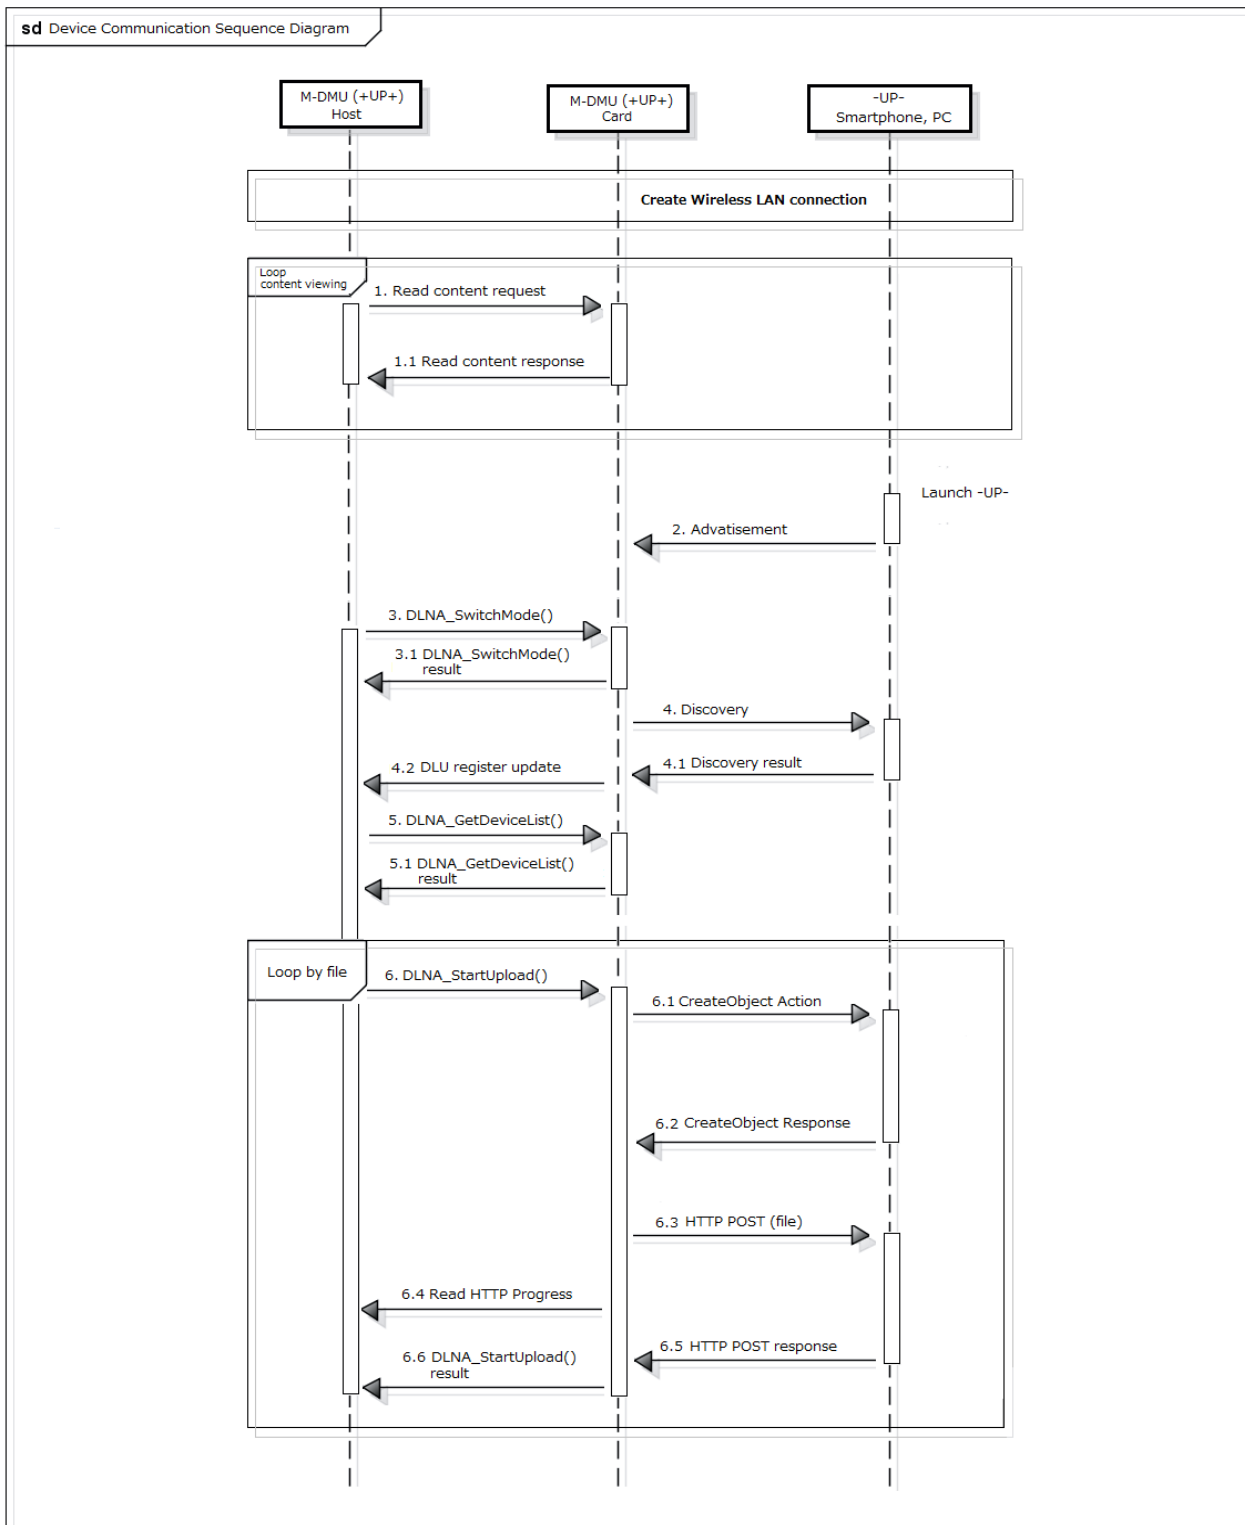 sd Device Communication Sequence Diagram
M-DMU (+UP+)
Host
M-DMU (+UP+)
Card
-UP-
Smartphone, PC
Create Wireless LAN connection
Loop
content viewing
1. Read content request
1.1 Read content response
Launch -UP-
2. Advatisement
3. DLNA_SwitchMode()
3.1 DLNA_SwitchMode()
result
4. Discovery
4.1 Discovery result
4.2 DLU register update
5. DLNA_GetDeviceList()
5.1 DLNA_GetDeviceList()
result
Loop by file
6. DLNA_StartUpload()
6.1 CreateObject Action
6.2 CreateObject Response
6.3 HTTP POST (file)
6.4 Read HTTP Progress
6.5 HTTP POST response
6.6 DLNA_StartUpload()
result